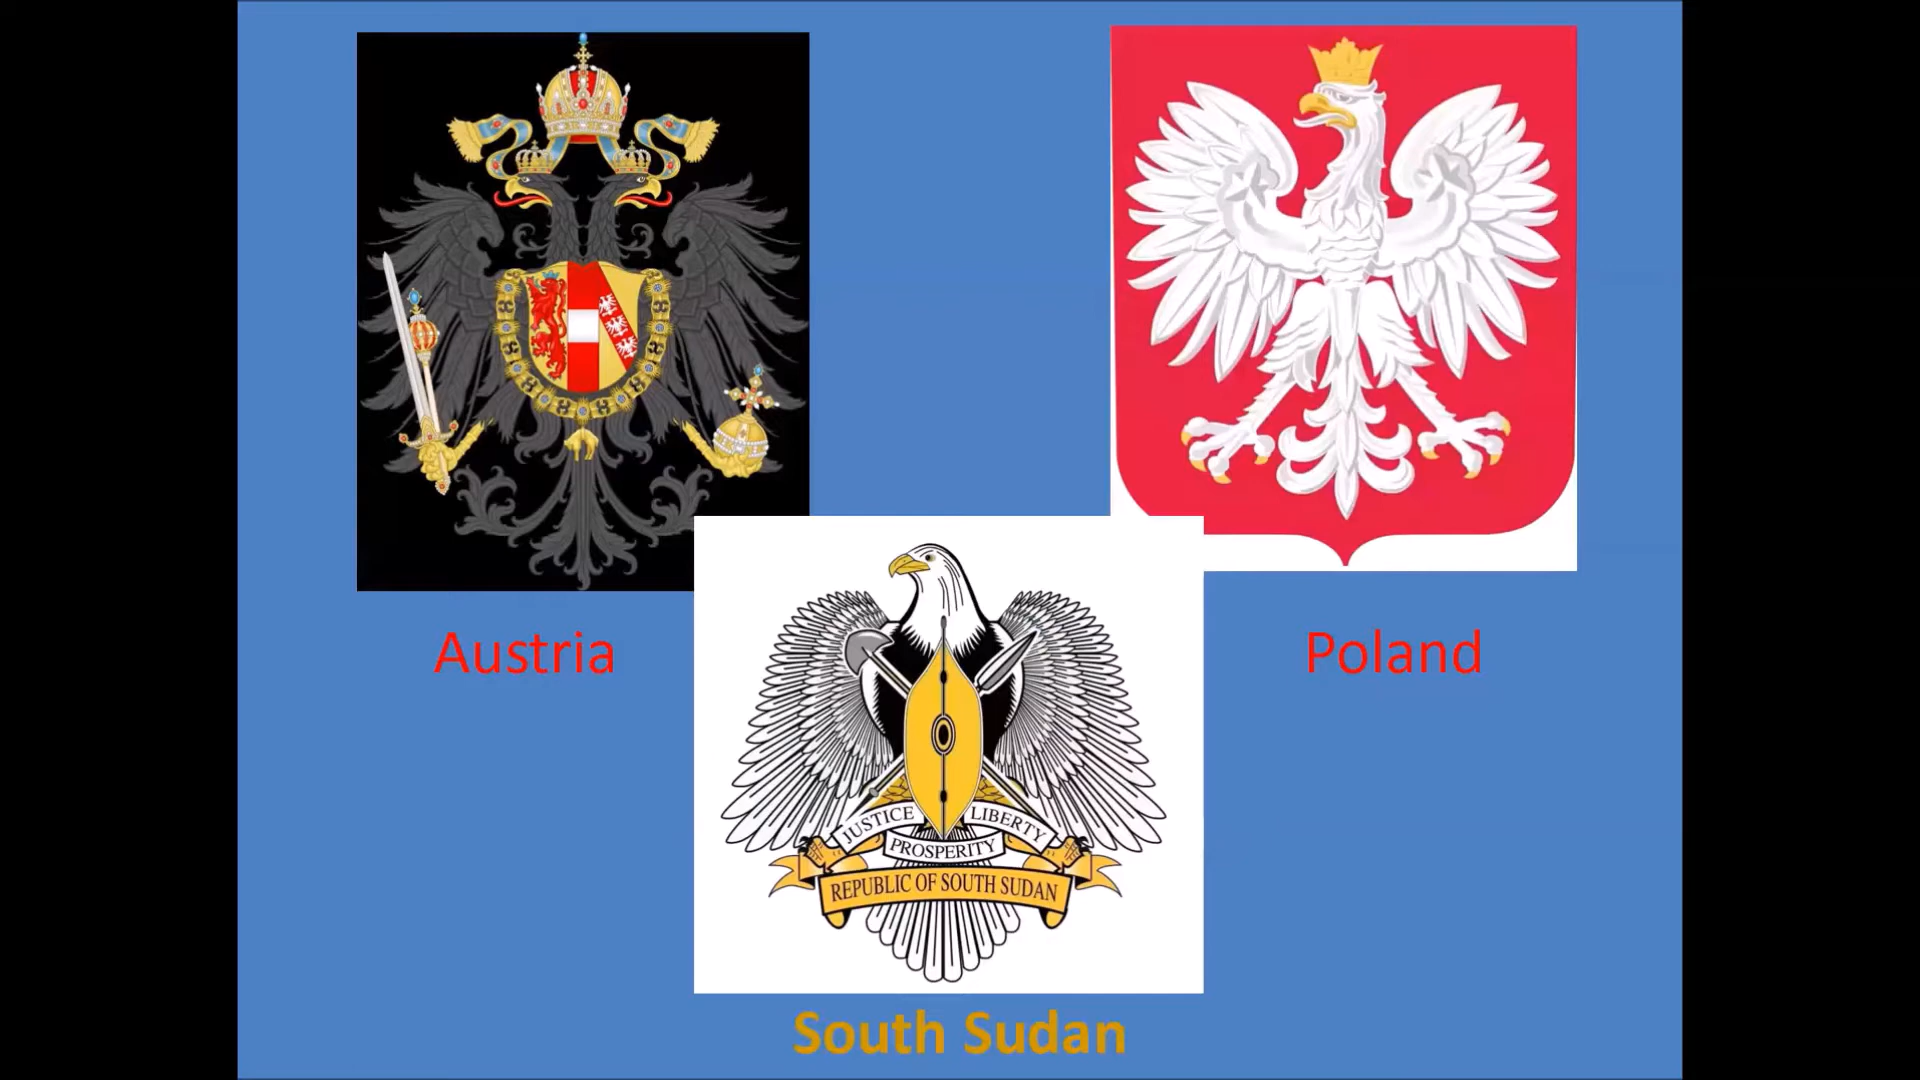 Austria
Poland
JUSTICE
LIBERTY
PROSPERITY
REPUBLIC OF SOUTH SUDAN
South Sudan